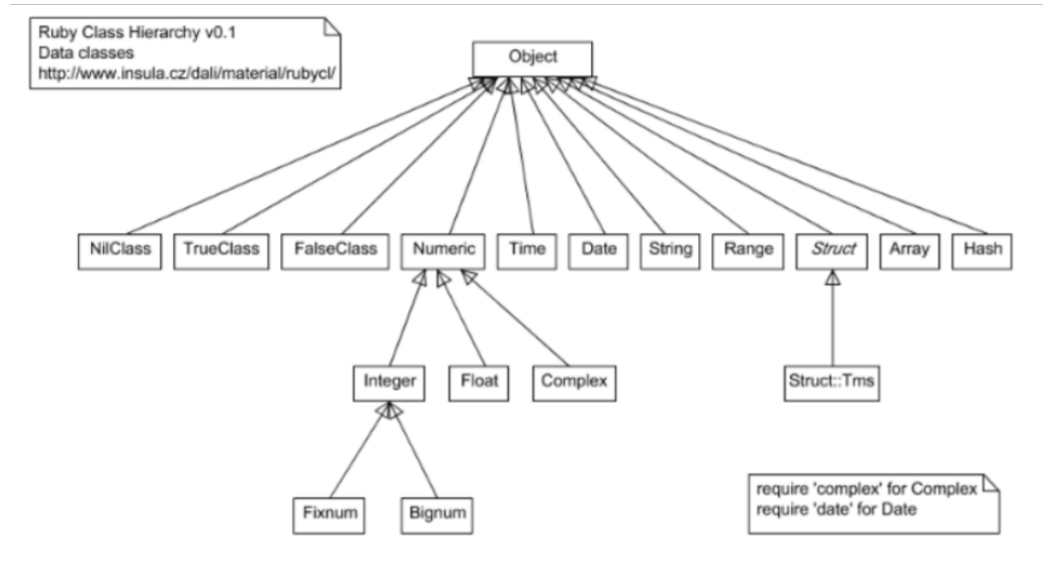 Ruby Class Hierarchy v0.1
Data classes
http://www.insula.cz/dali/material/rubycl/
Object
NilClass
TrueClass
FalseClass
Numeric
Time
Date
String
Range
Struct
Array
Hash
Integer
Float
Complex
Struct::Tms
Fixnum
Bignum
require 'complex' for Complex
require 'date' for Date